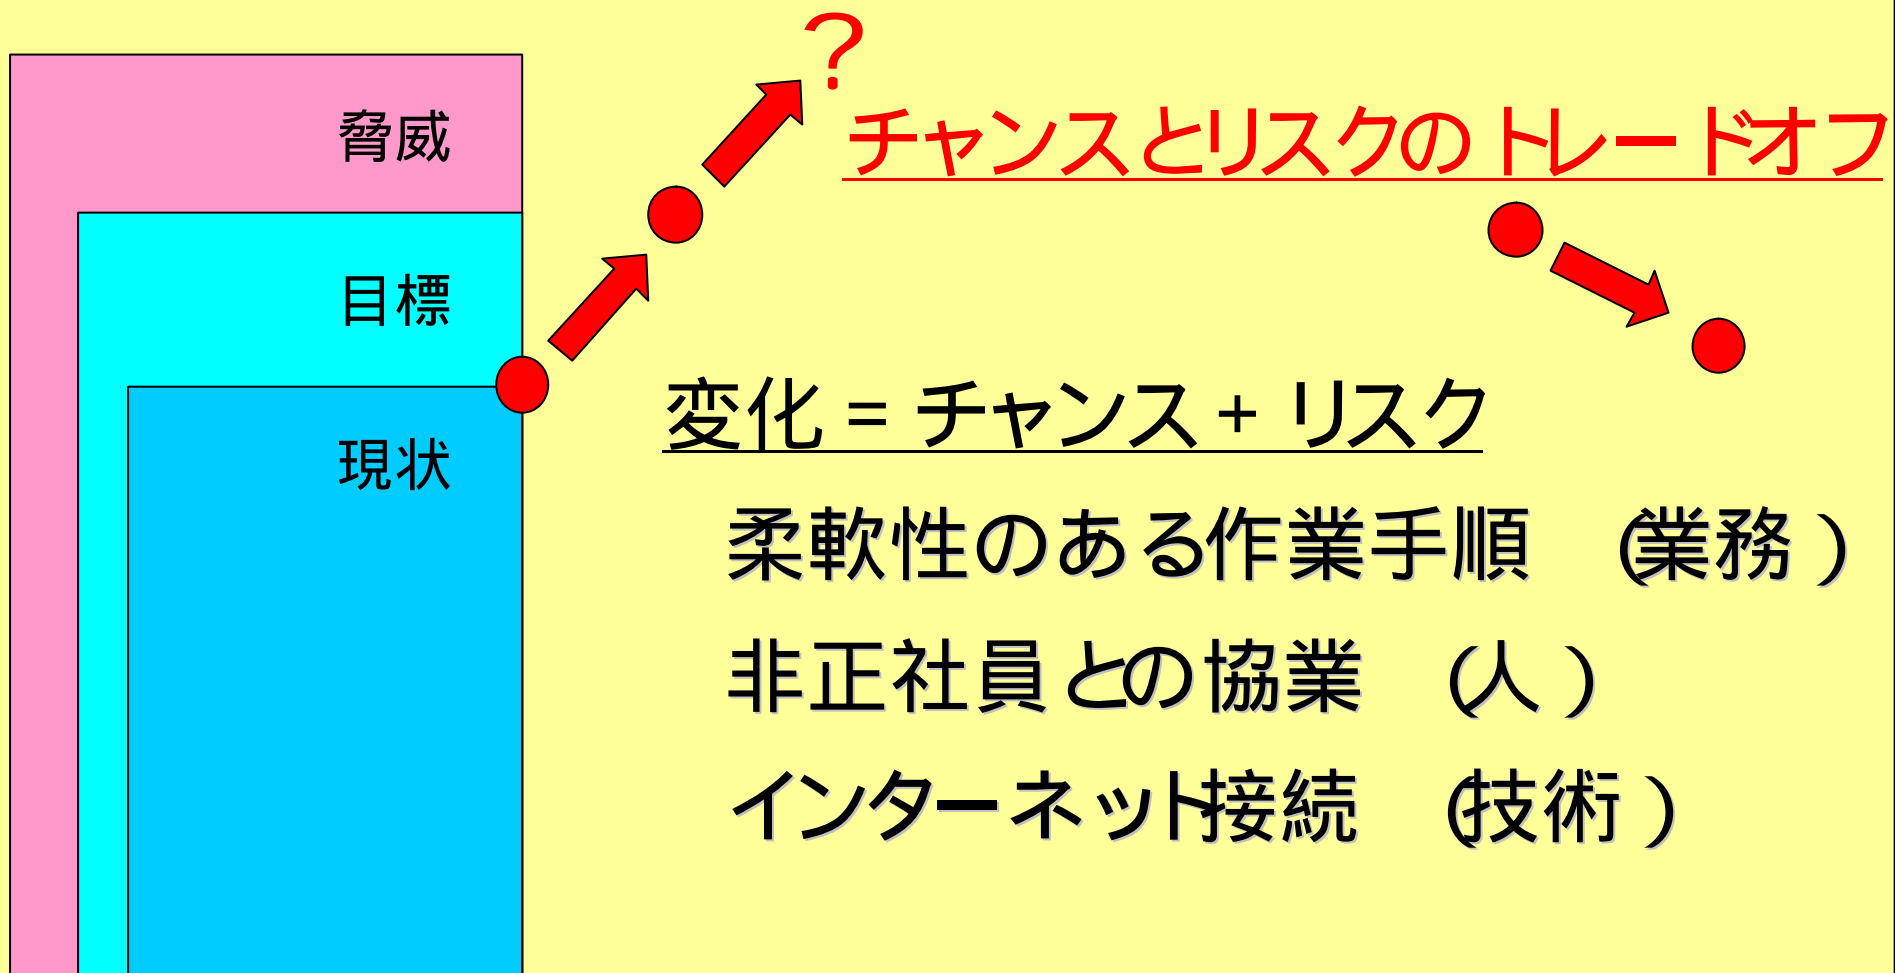 ?
チャンスとリスクのトレードオフ
脅威
目標
現状
変化 = チャンス + リスク
柔軟性のある作業手順　(業務)
非正社員との協業　(人)
インターネット接続　(技術)